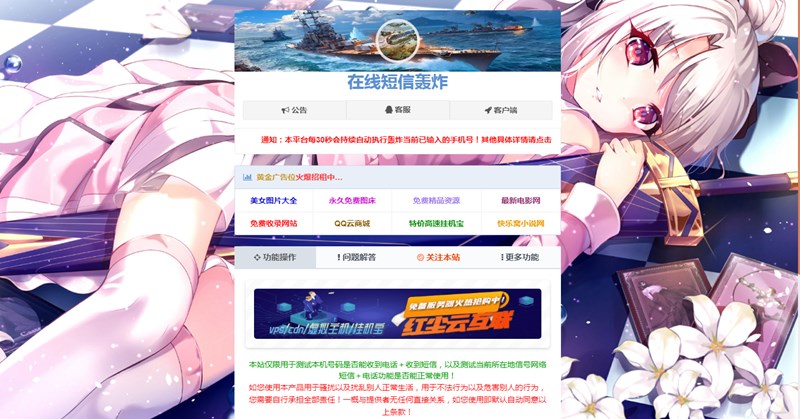 在线短信轰炸
公告 客服 客户端
通知：本平台每30秒会持续自动执行轰炸当前已输入的手机号！其他具体详情请点击
黄金广告位火爆招租中...
美女图片大全 永久免费图床 免费精品资源 最新电影网
免费收录网站 QQ云商城 特价高速挂机宝 快乐窝小说网
功能操作 ! 问题解答 关注本站 更多功能
免备服务器火热抢购中！
vps/cdn/虚拟主机/挂机宝 红尘云互联
本站仅限用于测试本机号码是否能收到电话＋收到短信，以及测试当前所在地信号网络
短信＋电话功能是否能正常使用！
如您使用本产品用于骚扰以及扰乱别人正常生活，用于不法行为以及危害别人的行为，
您需要自行承担全部责任！一概与提供者无任何直接关系，如您使用即默认自动同意以
上条款！